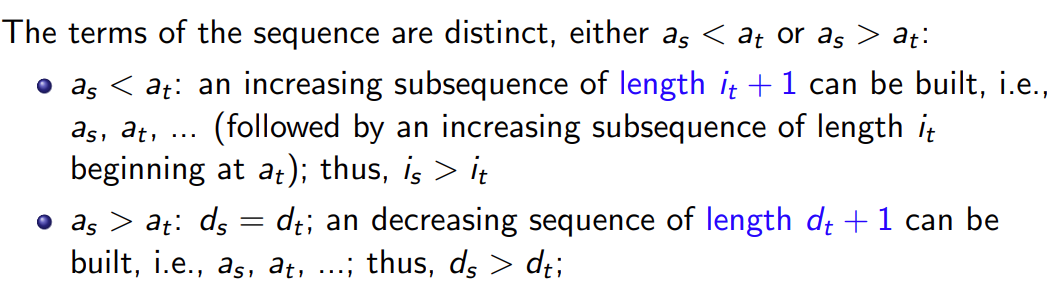 The terms of the sequence are distinct, either a_s < a_t or a_s > a_t:
• a_s < a_t: an increasing subsequence of length i_t + 1 can be built, i.e.,
a_s, a_t, ... (followed by an increasing subsequence of length i_t
beginning at a_t); thus, i_s > i_t
• a_s > a_t: d_s = d_t; an decreasing sequence of length d_t + 1 can be
built, i.e., a_s, a_t, ...; thus, d_s > d_t;